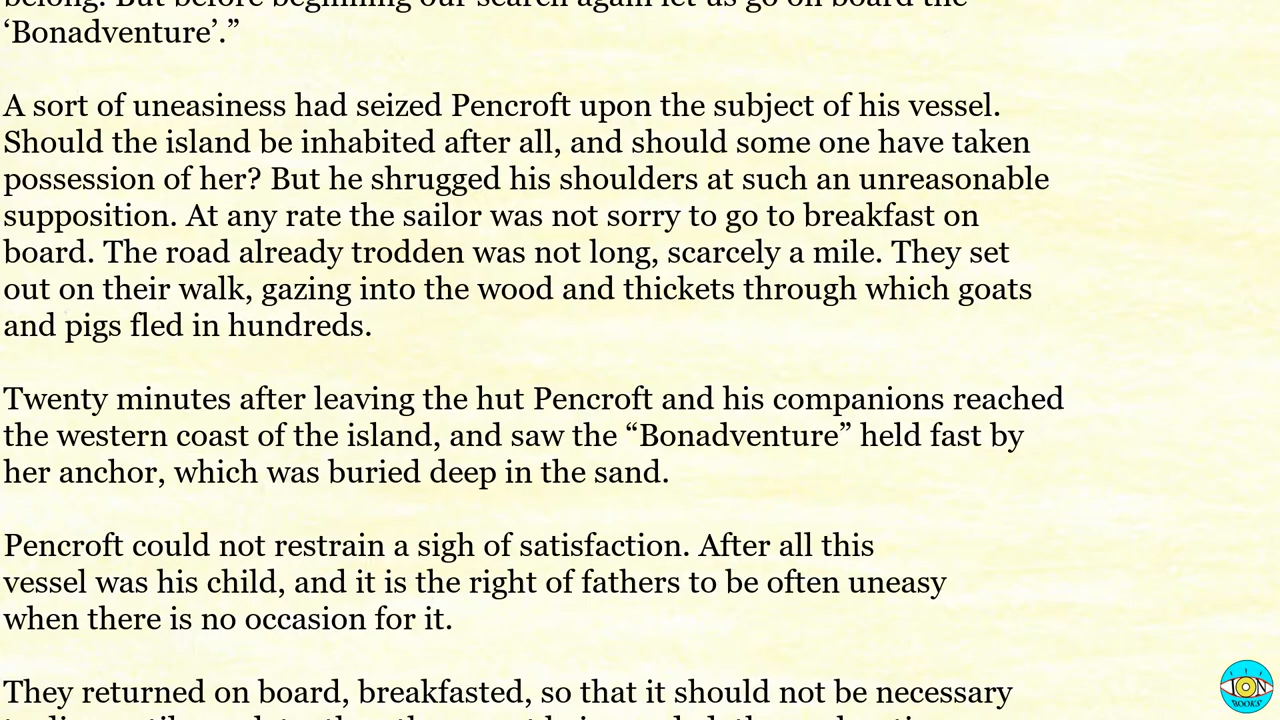 ‘Bonadventure’.”
A sort of uneasiness had seized Pencroft upon the subject of his vessel.
Should the island be inhabited after all, and should some one have taken
possession of her? But he shrugged his shoulders at such an unreasonable
supposition. At any rate the sailor was not sorry to go to breakfast on
board. The road already trodden was not long, scarcely a mile. They set
out on their walk, gazing into the wood and thickets through which goats
and pigs fled in hundreds.
Twenty minutes after leaving the hut Pencroft and his companions reached
the western coast of the island, and saw the “Bonadventure” held fast by
her anchor, which was buried deep in the sand.
Pencroft could not restrain a sigh of satisfaction. After all this
vessel was his child, and it is the right of fathers to be often uneasy
when there is no occasion for it.
They returned on board, breakfasted, so that it should not be necessary
ION
BOOKS